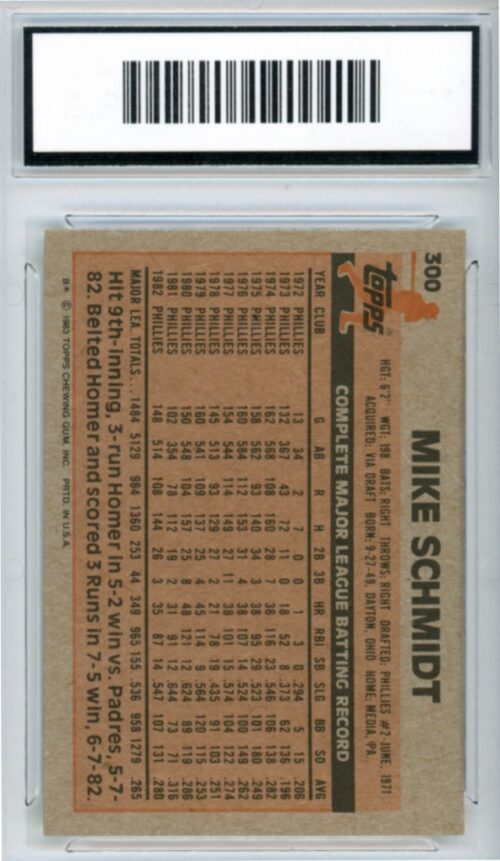 300
MIKE SCHMIDT
TOPPS
HGT: 6'2" WGT: 198 BATS: RIGHT THROWS: RIGHT DRAFTED: PHILLIES #2-JUNE, 1971
ACQUIRED: VIA DRAFT BORN: 9-27-49, DAYTON, OHIO HOME: MEDIA, PA.
COMPLETE MAJOR LEAGUE BATTING RECORD
YEAR CLUB G AB R H 2B 3B HR RBI SB SLG BB SO AVG
1972 PHILLIES 13 34 2 7 0 0 1 3 0 .294 5 15 .206
1973 PHILLIES 132 367 43 72 11 0 18 52 8 .373 62 136 .196
1974 PHILLIES 162 568 108 160 28 7 36 116 23 .546 106 138 .282
1975 PHILLIES 158 562 93 140 34 3 38 95 29 .523 101 180 .249
1976 PHILLIES 160 584 112 153 31 4 38 107 14 .524 100 149 .262
1977 PHILLIES 154 544 114 149 27 11 38 101 15 .574 104 122 .274
1978 PHILLIES 145 513 93 129 27 2 21 78 19 .435 91 103 .251
1979 PHILLIES 160 541 109 137 25 4 45 114 9 .564 120 115 .253
1980 PHILLIES 150 548 104 157 25 8 48 121 12 .624 89 119 .286
1981 PHILLIES 102 354 78 112 19 2 31 91 12 .644 73 71 .316
1982 PHILLIES 148 514 108 144 26 3 35 87 14 .547 107 131 .280
MAJOR LEA. TOTALS... 1484 5129 964 1360 253 44 349 965 155 .536 958 1279 .265
Hit 9th-inning, 3-run Homer in 5-2 win vs. Padres, 5-7-
82. Belted Homer and scored 3 Runs in 7-5 win, 6-7-82.
B* © 1983 TOPPS CHEWING GUM, INC. PRTD. IN U.S.A.